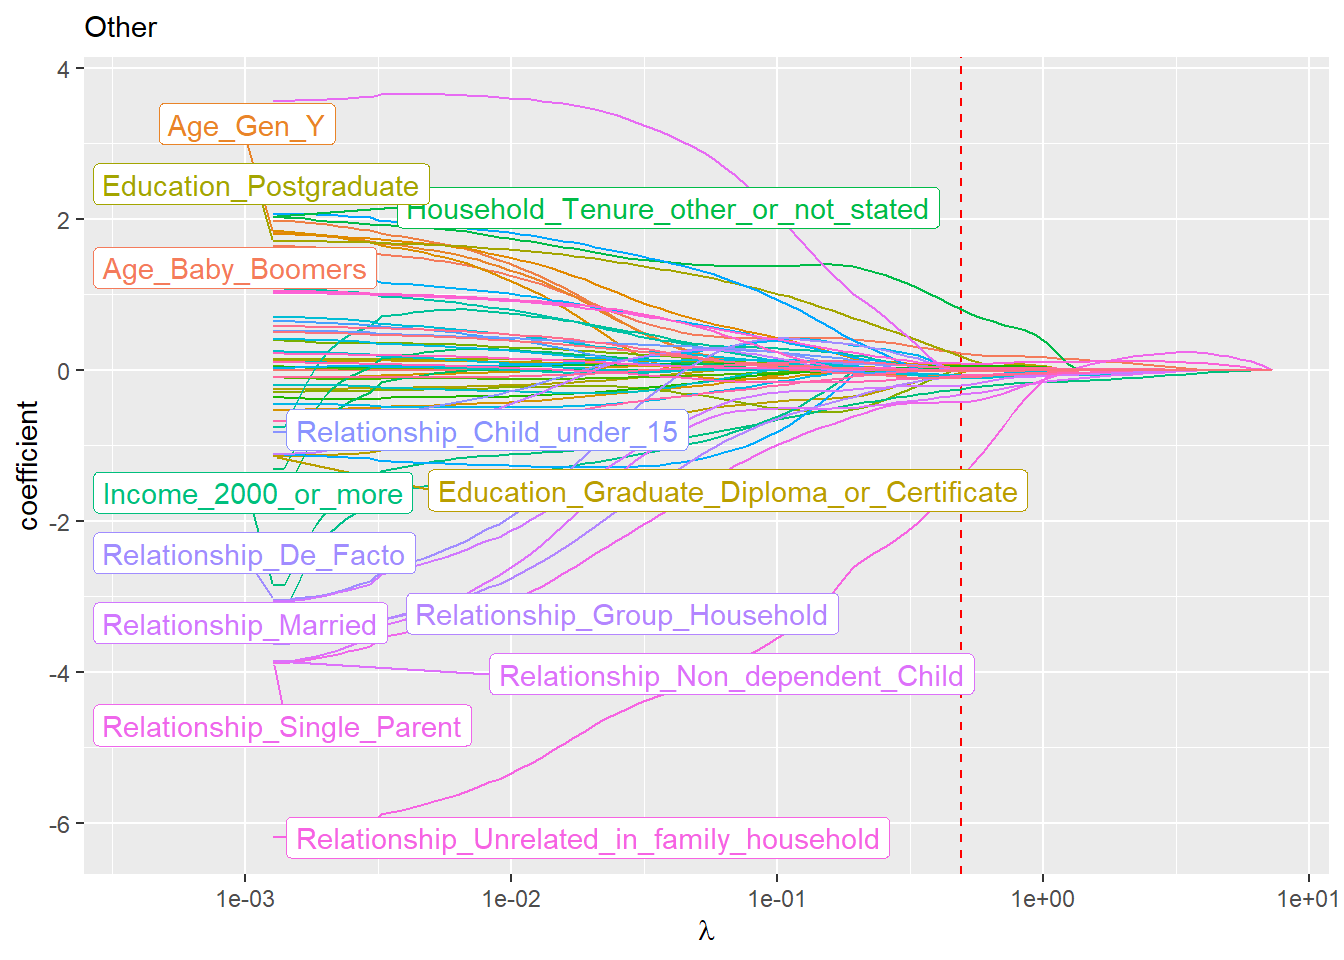 Other
4
2
0
-2
-4
-6
coefficient
Age_Gen_Y
Education_Postgraduate
Household_Tenure_other_or_not_stated
Age_Baby_Boomers
Relationship_Child_under_15
Income_2000_or_more
Education_Graduate_Diploma_or_Certificate
Relationship_De_Facto
Relationship_Married
Relationship_Group_Household
Relationship_Non_dependent_Child
Relationship_Single_Parent
Relationship_Unrelated_in_family_household
1e-03
1e-02
1e-01
1e+00
1e+01
λ